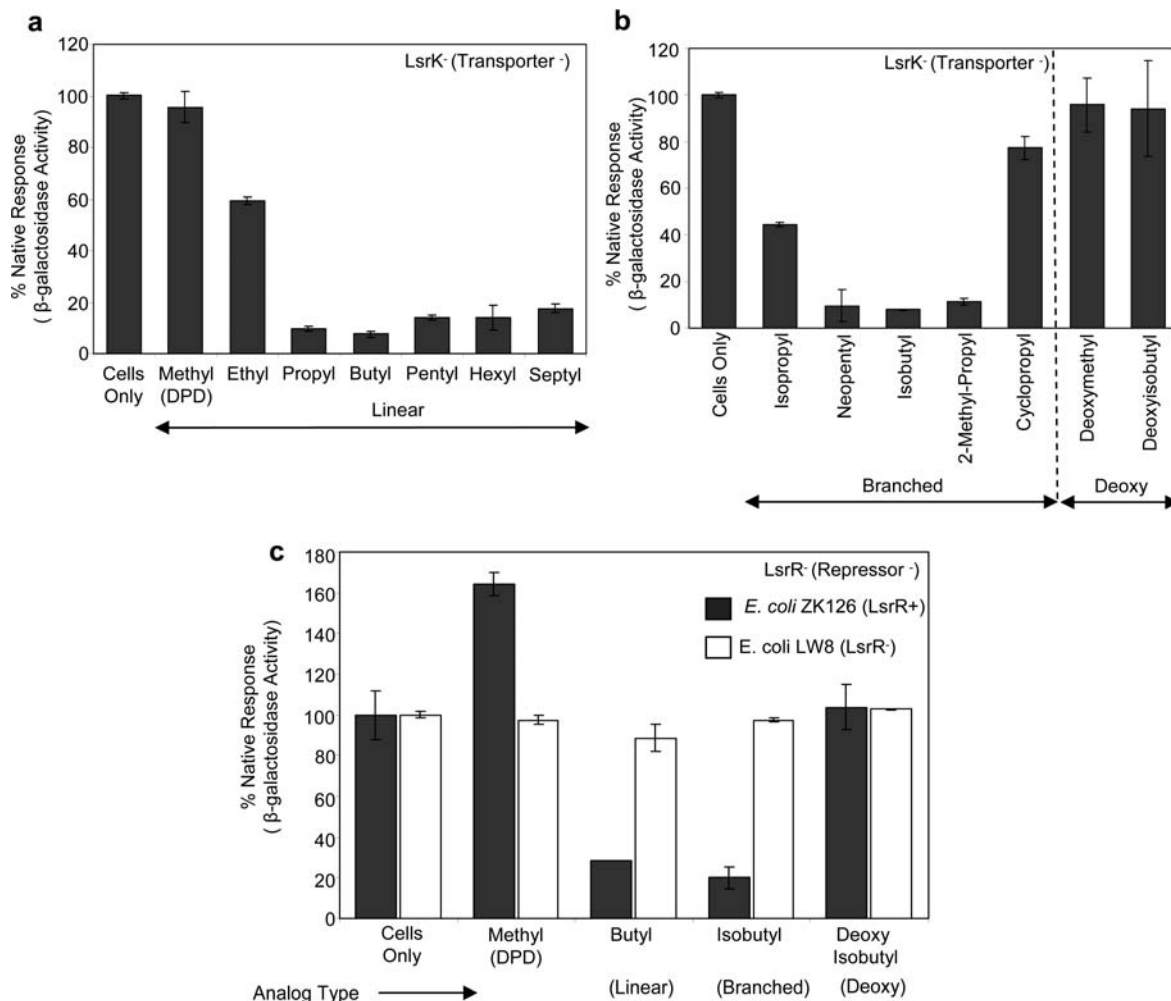 a
120
100
80
60
40
20
0
% Native Response
( β-galactosidase Activity)
LsrK- (Transporter -)
Cells Only
Methyl (DPD)
Ethyl
Propyl
Butyl
Pentyl
Hexyl
Septyl
Linear
b
120
100
80
60
40
20
0
% Native Response
( β-galactosidase Activity)
LsrK- (Transporter -)
Cells Only
Isopropyl
Neopentyl
Isobutyl
2-Methyl-Propyl
Cyclopropyl
Deoxymethyl
Deoxyisobutyl
Branched
Deoxy
c
180
160
140
120
100
80
60
40
20
0
% Native Response
( β-galactosidase Activity)
LsrR- (Repressor -)
E. coli ZK126 (LsrR+)
E. coli LW8 (LsrR-)
Cells Only
Methyl (DPD)
Butyl
Isobutyl
Deoxy Isobutyl
Analog Type
(Linear)
(Branched)
(Deoxy)